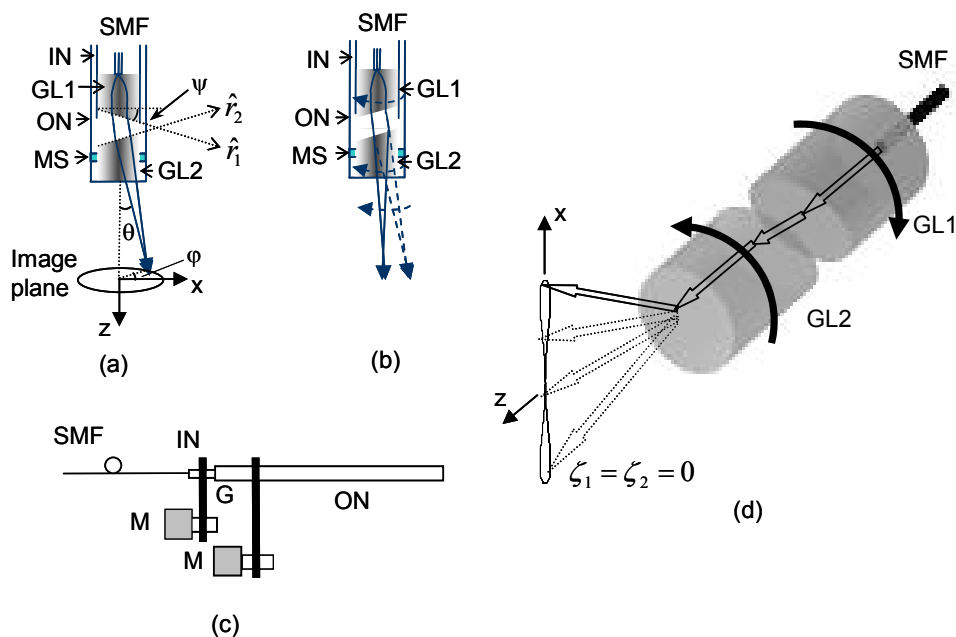 SMF
IN
GL1
ψ
r̂₂
ON
r̂₁
MS
GL2
θ
φ
Image
plane
x
z
(a)
SMF
IN
GL1
ON
MS
GL2
(b)
SMF
IN
G
ON
M
M
(c)
SMF
GL1
x
GL2
z
ζ₁ = ζ₂ = 0
(d)